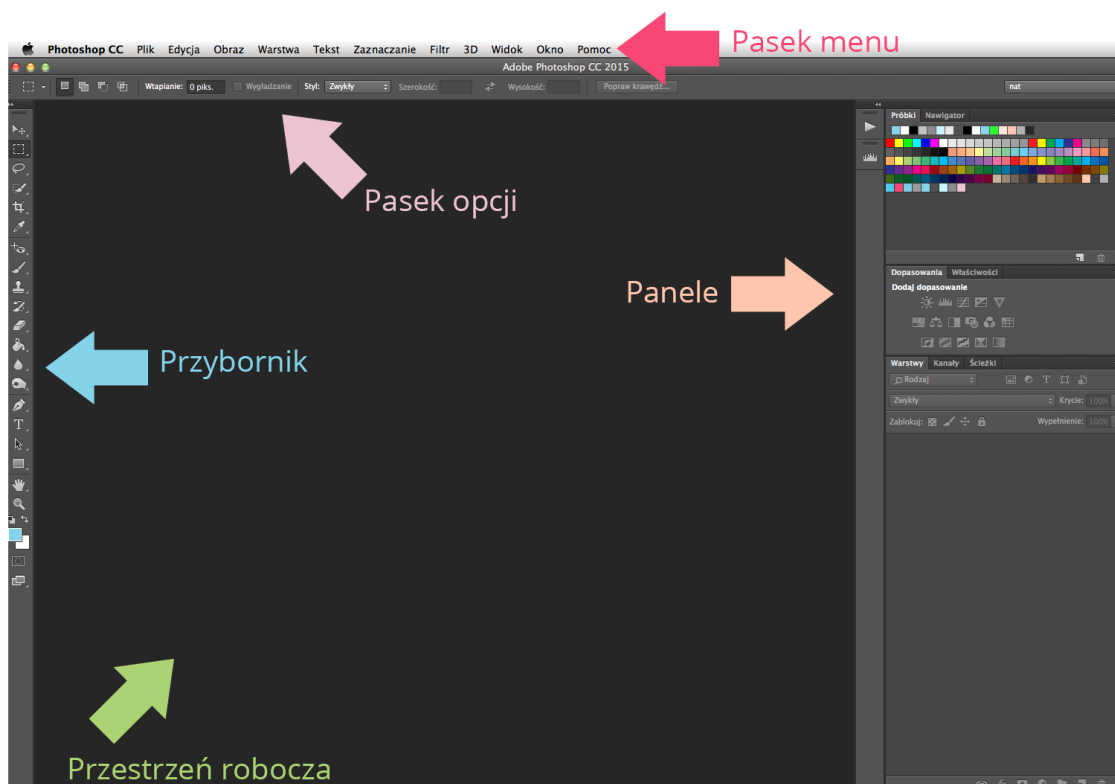 Pasek menu
Photoshop CC Plik Edycja Obraz Warstwa Tekst Zaznaczanie Filtr 3D Widok Okno Pomoc
Adobe Photoshop CC 2015
Wtapianie: 0 piks. Wygładzanie Styl: Zwykły Szerokość: Wysokość: Popraw krawędź... nat
Próbki Nawigator
Pasek opcji
Dopasowania Właściwości
Dodaj dopasowanie
Panele
Przybornik
Warstwy Kanały Ścieżki
Rodzaj
Zwykły Krycie: 100%
Zablokuj: Wypełnienie: 100%
Przestrzeń robocza